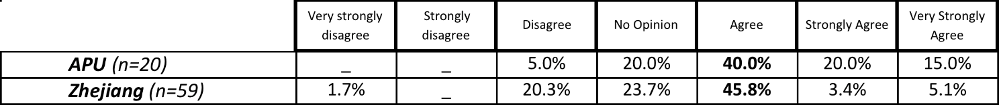 Very strongly disagree Strongly disagree Disagree No Opinion Agree Strongly Agree Very Strongly Agree
APU (n=20) _ _ 5.0% 20.0% 40.0% 20.0% 15.0%
Zhejiang (n=59) 1.7% _ 20.3% 23.7% 45.8% 3.4% 5.1%